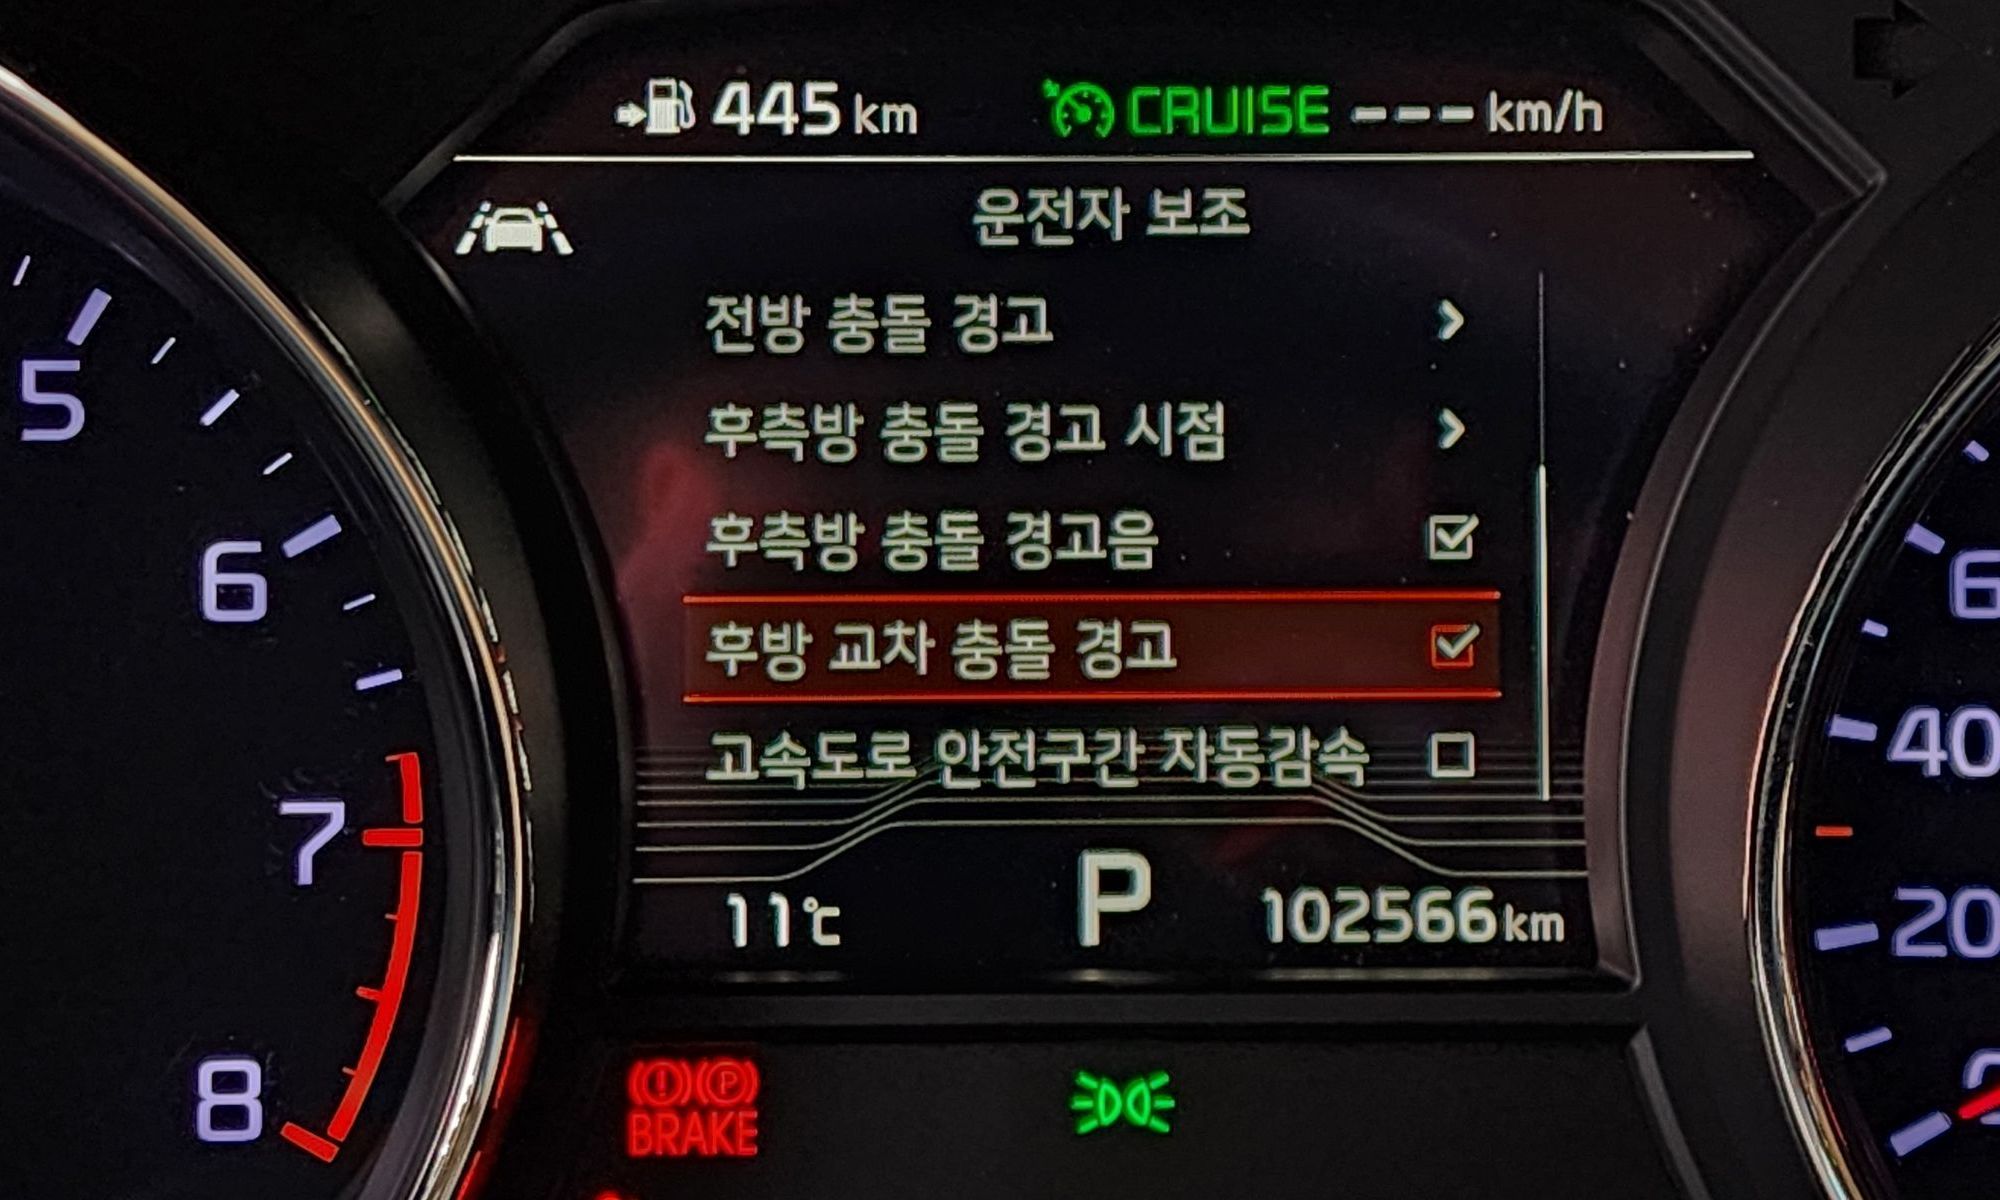 445 km
CRUISE ---km/h
운전자 보조
전방 충돌 경고
후측방 충돌 경고 시점
후측방 충돌 경고음
후방 교차 충돌 경고
고속도로 안전구간 자동감속
11℃ P 102566km
5
6
7
8
40
20
(!) (P)
BRAKE